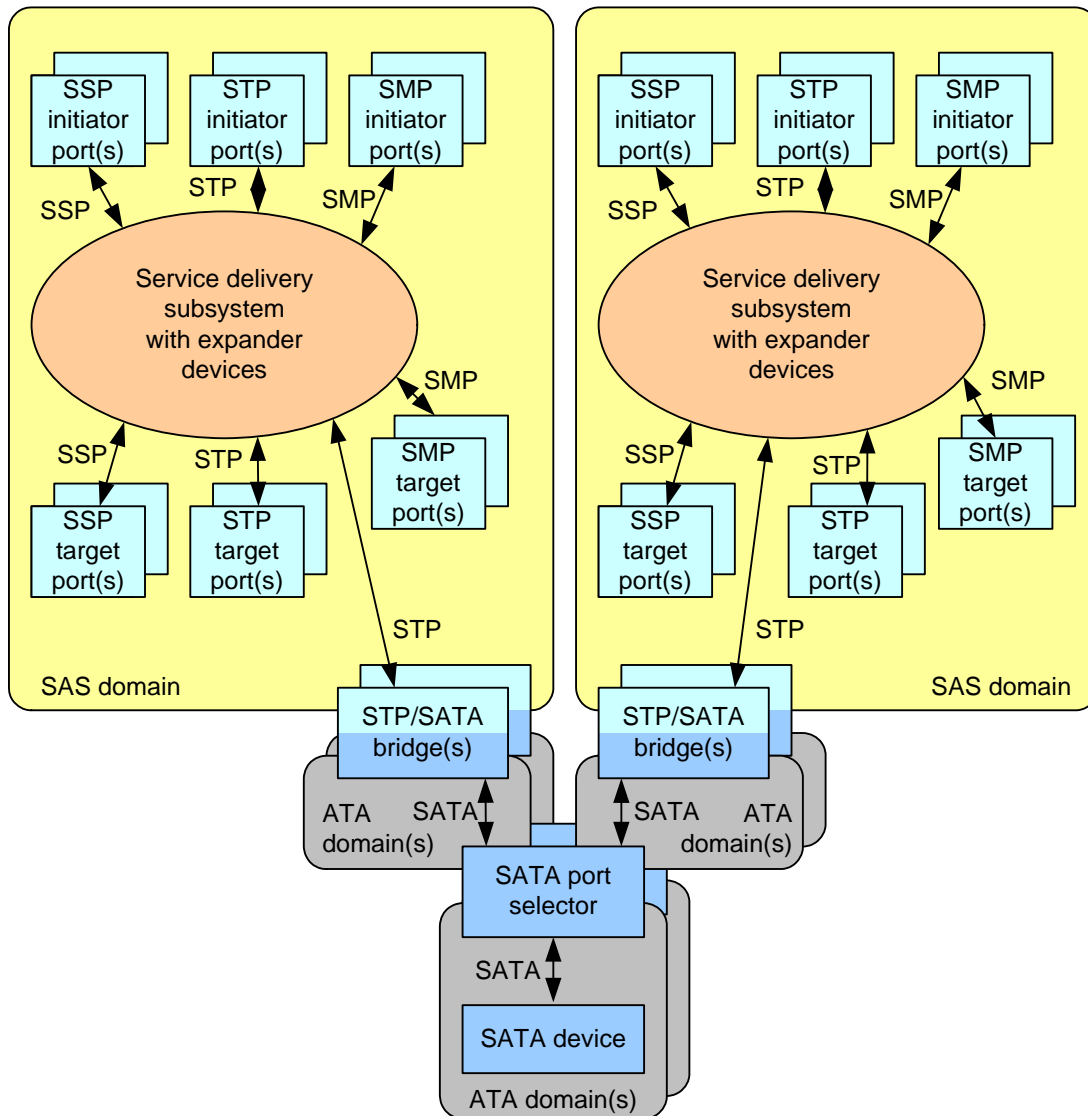 SSP
initiator
port(s)
STP
initiator
port(s)
SMP
initiator
port(s)
SSP
STP
SMP
Service delivery
subsystem
with expander
devices
SMP
SMP
target
port(s)
SSP
STP
SSP
target
port(s)
STP
target
port(s)
STP
SAS domain
STP/SATA
bridge(s)
SSP
initiator
port(s)
STP
initiator
port(s)
SMP
initiator
port(s)
SSP
STP
SMP
Service delivery
subsystem
with expander
devices
SMP
SMP
target
port(s)
SSP
STP
SSP
target
port(s)
STP
target
port(s)
STP
SAS domain
STP/SATA
bridge(s)
ATA
domain(s)
SATA
SATA
ATA
domain(s)
SATA port
selector
SATA
SATA device
ATA domain(s)